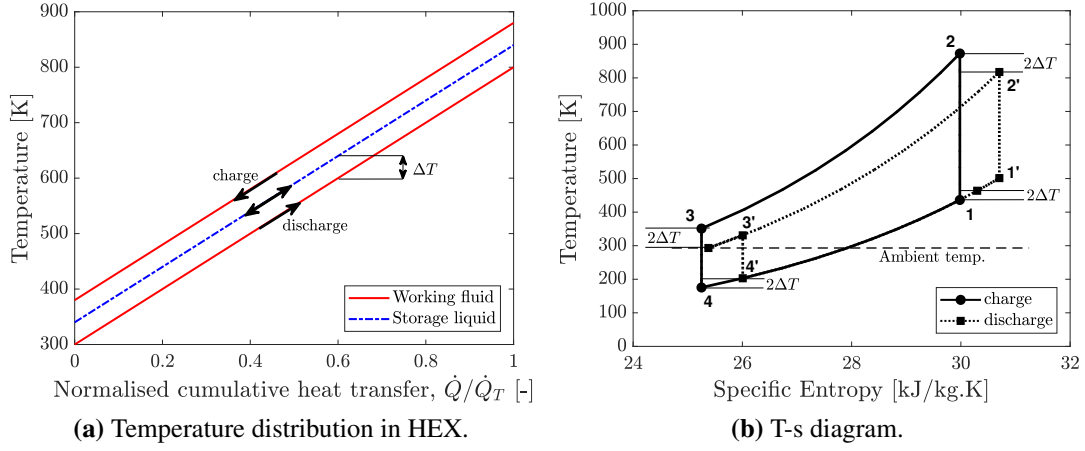 900
800
700
600
500
400
300
Temperature [K]
charge
discharge
ΔT
Working fluid
Storage liquid
0
0.2
0.4
0.6
0.8
1
Normalised cumulative heat transfer, Q̇/Q̇_T [-]
(a) Temperature distribution in HEX.
1000
900
800
700
600
500
400
300
200
100
0
Temperature [K]
2
2ΔT
2'
1'
2ΔT
1
3
3'
2ΔT
Ambient temp.
4'
2ΔT
4
charge
discharge
24
26
28
30
32
Specific Entropy [kJ/kg.K]
(b) T-s diagram.